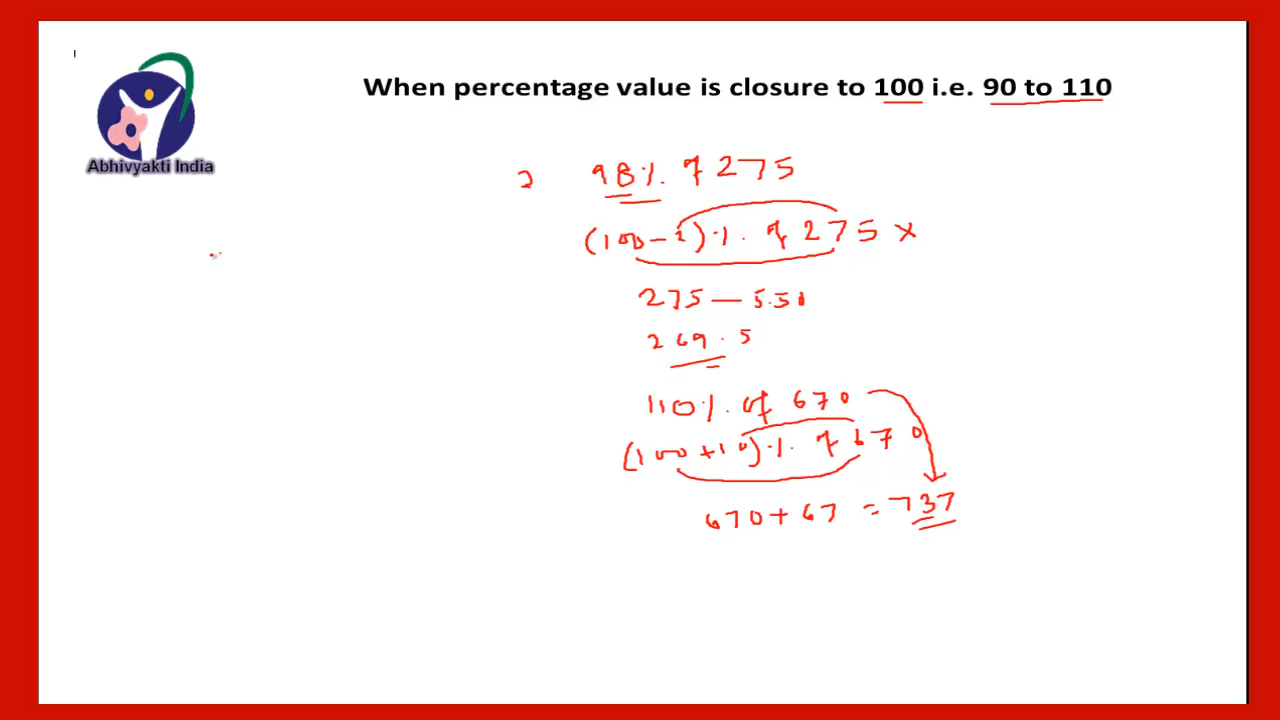 When percentage value is closure to 100 i.e. 90 to 110
Abhivyakti India
98%. of 275
(100-2)%. of 275 x
275 - 5.50
269.5
110%. of 670
(100+10)%. of 670
670+67 = 737